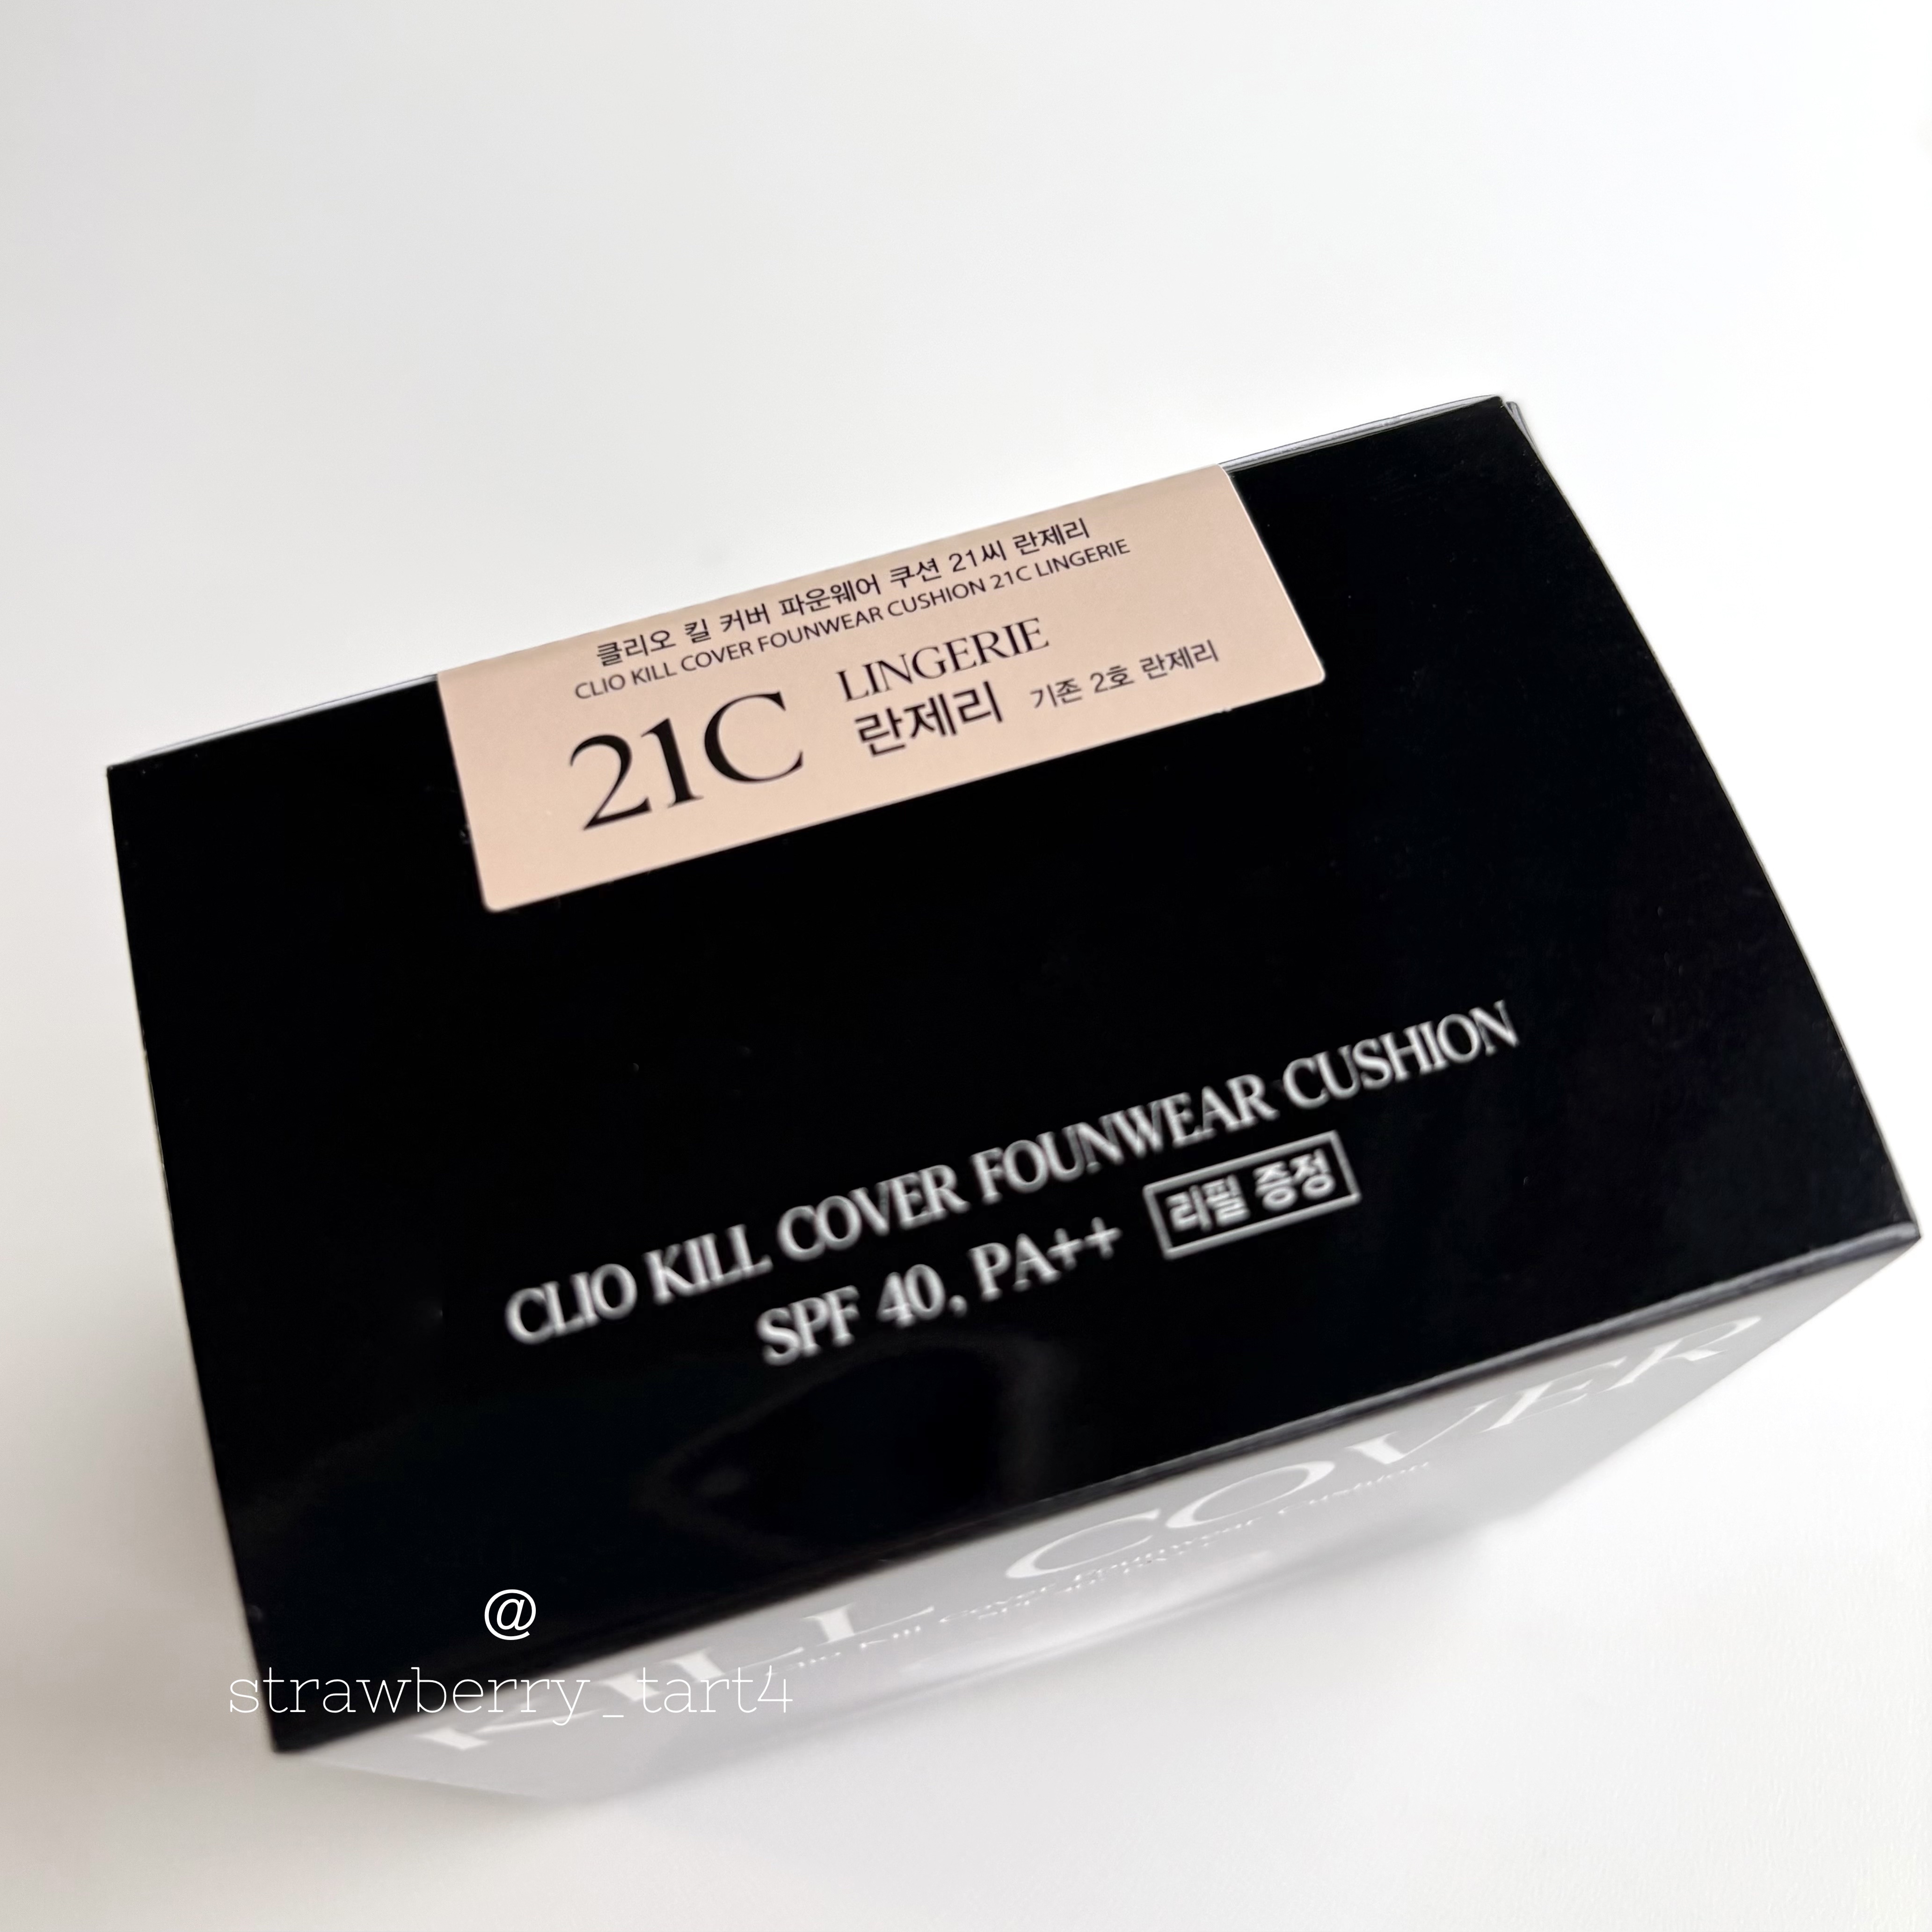 클리오 킬 커버 파운웨어 쿠션 21씨 란제리
CLIO KILL COVER FOUNWEAR CUSHION 21C LINGERIE
21C LINGERIE
란제리 기존 2호 란제리
CLIO KILL COVER FOUNWEAR CUSHION
SPF 40, PA++ 리필 증정
KILL COVER
@
strawberry_tart4